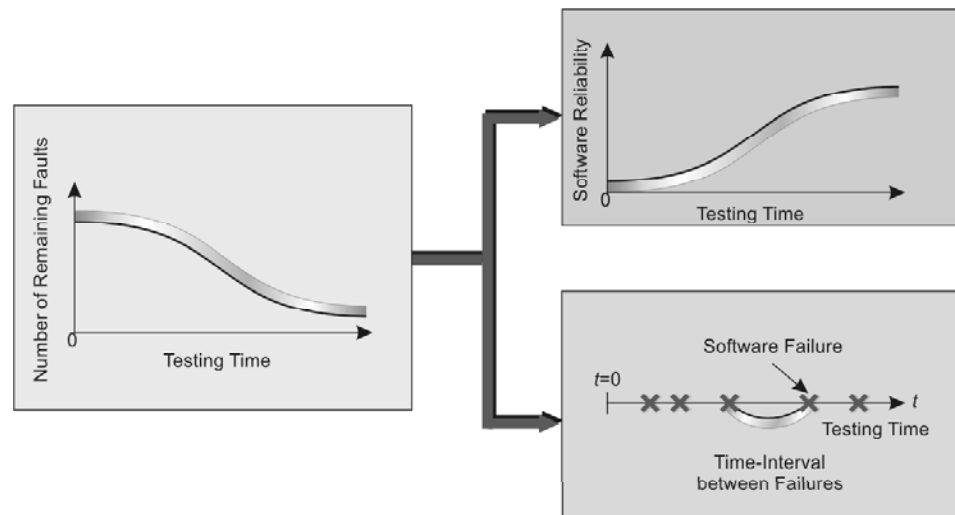 Number of Remaining Faults
0
Testing Time
Software Reliability
0
Testing Time
Software Failure
t=0
t
Testing Time
Time-Interval
between Failures